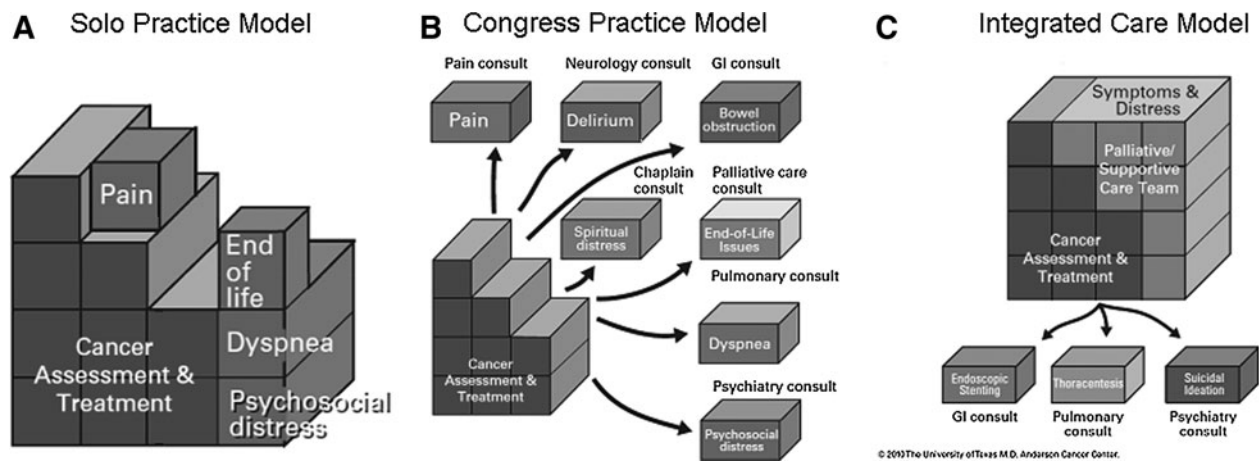 A Solo Practice Model
Pain
End
of
life
Dyspnea
Cancer
Assessment &
Treatment
Psychosocial
distress
B Congress Practice Model
Pain consult
Neurology consult
GI consult
Pain
Delirium
Bowel
obstruction
Chaplain
consult
Palliative care
consult
Spiritual
distress
End-of-Life
Issues
Pulmonary consult
Dyspnea
Cancer
Assessment &
Treatment
Psychiatry consult
Psychosocial
distress
C Integrated Care Model
Symptoms &
Distress
Palliative/
Supportive
Care Team
Cancer
Assessment &
Treatment
Endoscopic
Stenting
Thoracentesis
Suicidal
Ideation
GI consult
Pulmonary
consult
Psychiatry
consult
© 2010 The University of Texas M.D. Anderson Cancer Center.